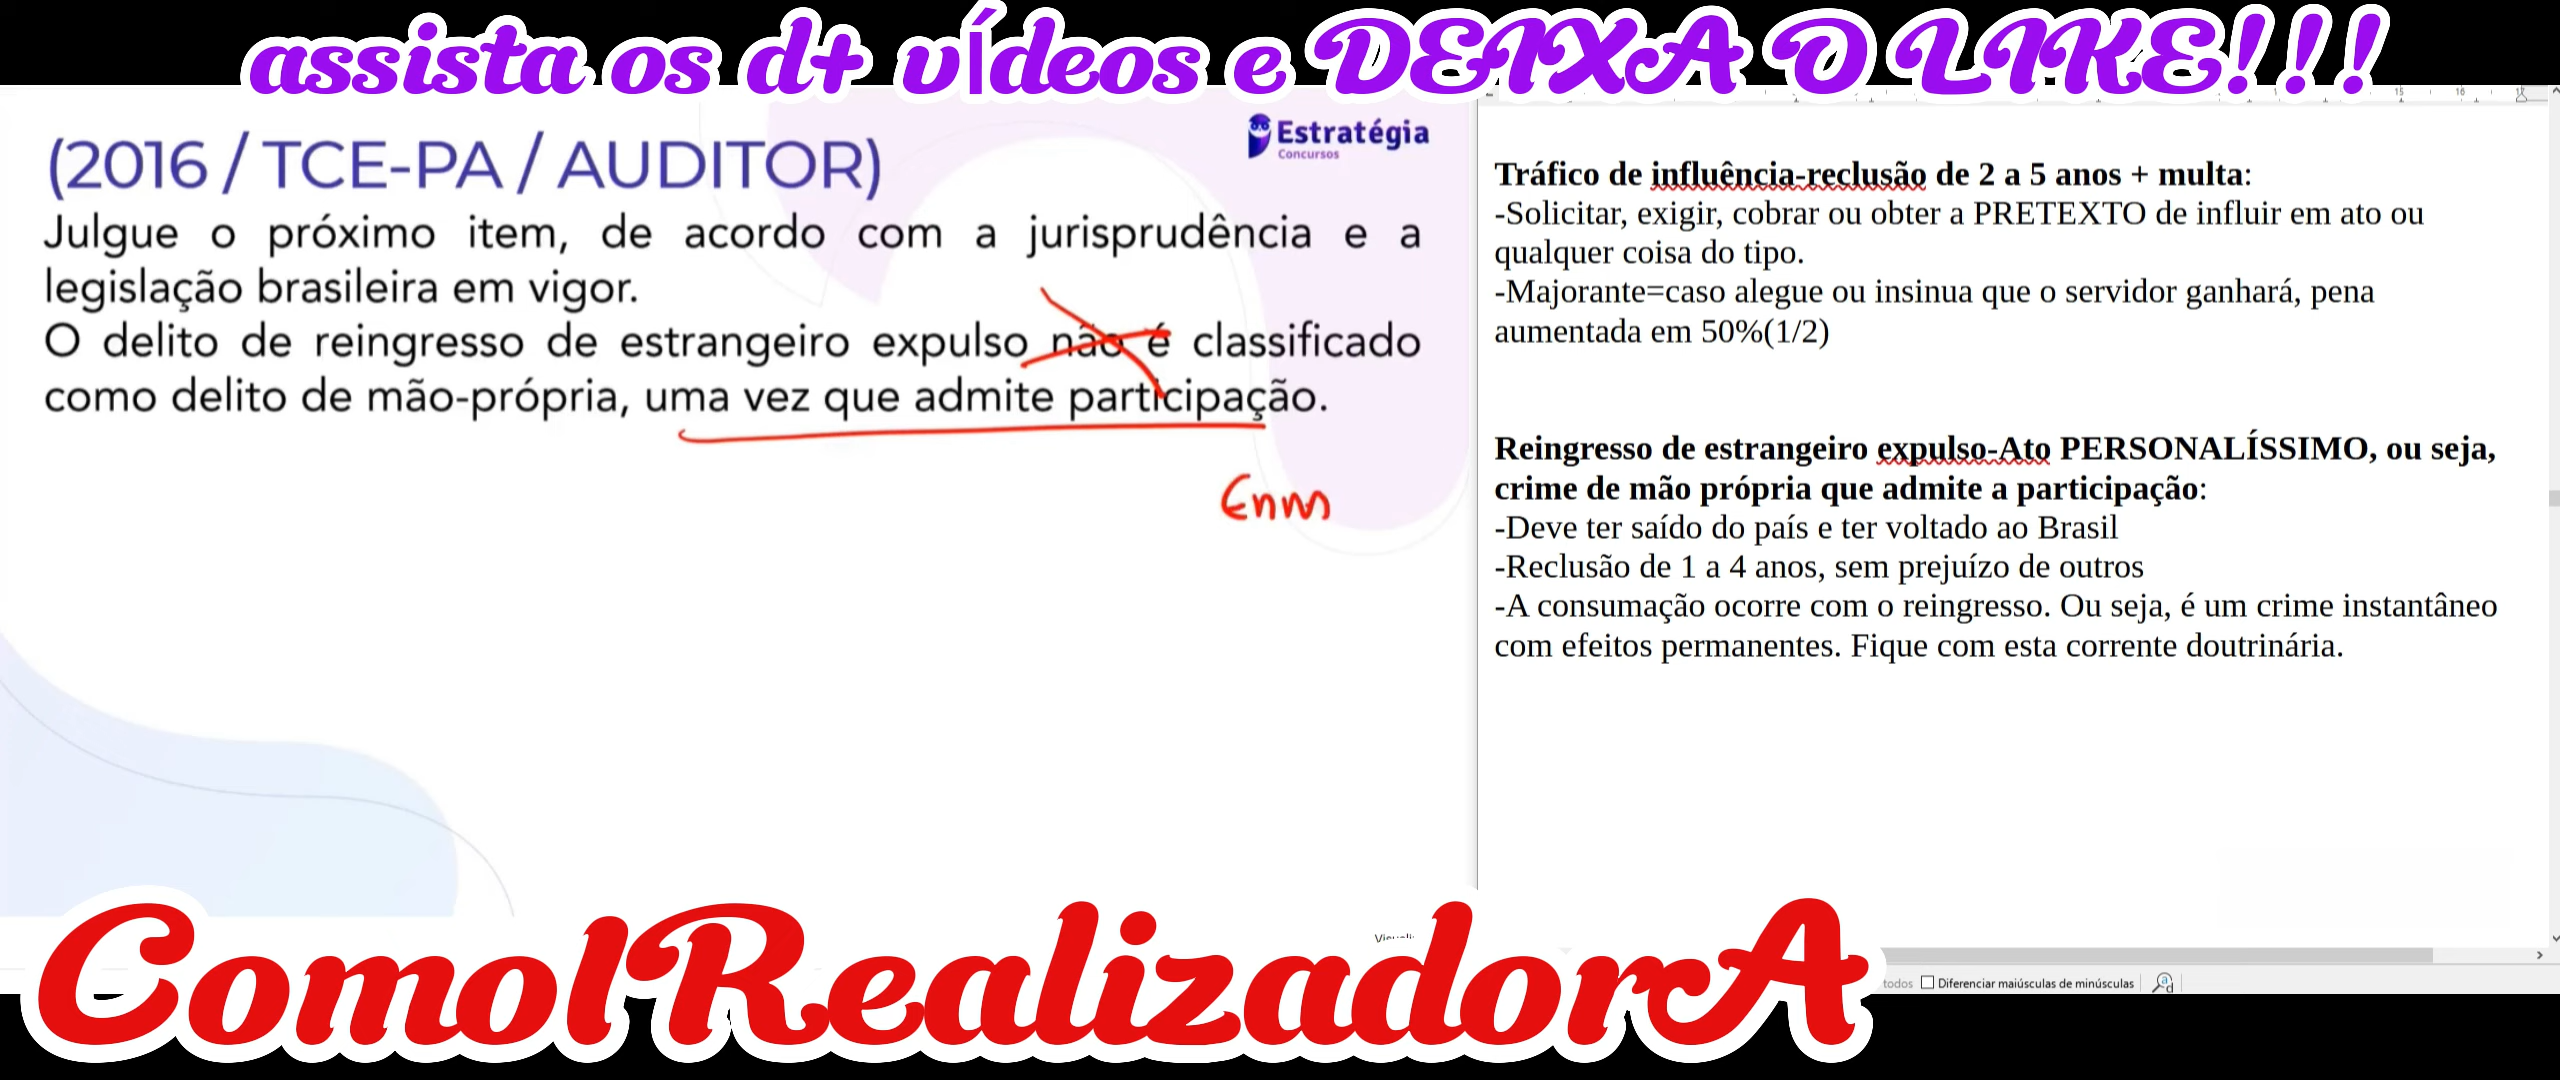 assista os d+ vídeos e DEIXA O LIKE!!!
Estratégia
Concursos
(2016 / TCE-PA / AUDITOR)
Julgue o próximo item, de acordo com a jurisprudência e a
legislação brasileira em vigor.
O delito de reingresso de estrangeiro expulso não é classificado
como delito de mão-própria, uma vez que admite participação.
Tráfico de influência-reclusão de 2 a 5 anos + multa:
-Solicitar, exigir, cobrar ou obter a PRETEXTO de influir em ato ou
qualquer coisa do tipo.
-Majorante=caso alegue ou insinua que o servidor ganhará, pena
aumentada em 50%(1/2)
Reingresso de estrangeiro expulso-Ato PERSONALÍSSIMO, ou seja,
crime de mão própria que admite a participação:
-Deve ter saído do país e ter voltado ao Brasil
-Reclusão de 1 a 4 anos, sem prejuízo de outros
-A consumação ocorre com o reingresso. Ou seja, é um crime instantâneo
com efeitos permanentes. Fique com esta corrente doutrinária.
todos Diferenciar maiúsculas de minúsculas
ComolRealizadorA